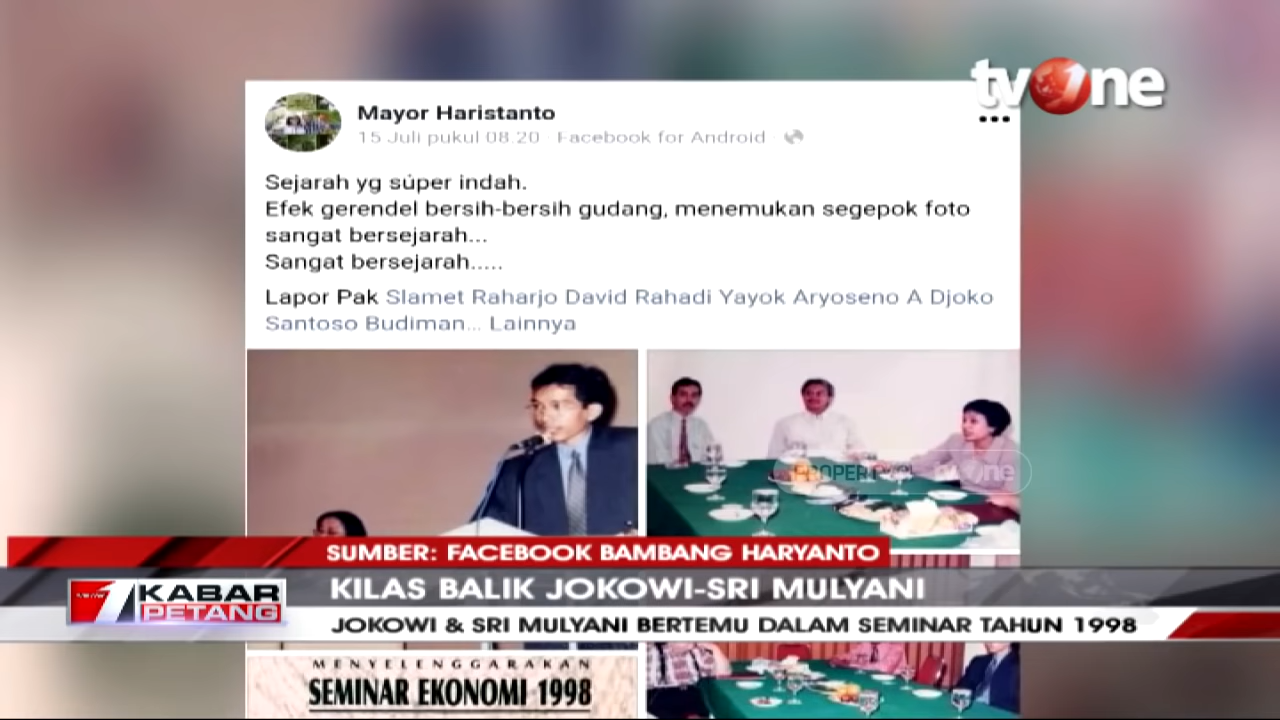 tvOne
Mayor Haristanto
15 Juli pukul 08.20 · Facebook for Android ·
Sejarah yg super indah.
Efek gerendel bersih-bersih gudang, menemukan segepok foto
sangat bersejarah...
Sangat bersejarah.....
Lapor Pak Slamet Raharjo David Rahadi Yayok Aryoseno A Djoko
Santoso Budiman... Lainnya
tvOne
SUMBER: FACEBOOK BAMBANG HARYANTO
KILAS BALIK JOKOWI-SRI MULYANI
KABAR
PETANG
JOKOWI & SRI MULYANI BERTEMU DALAM SEMINAR TAHUN 1998
MENYELENGGARAKAN
SEMINAR EKONOMI 1998